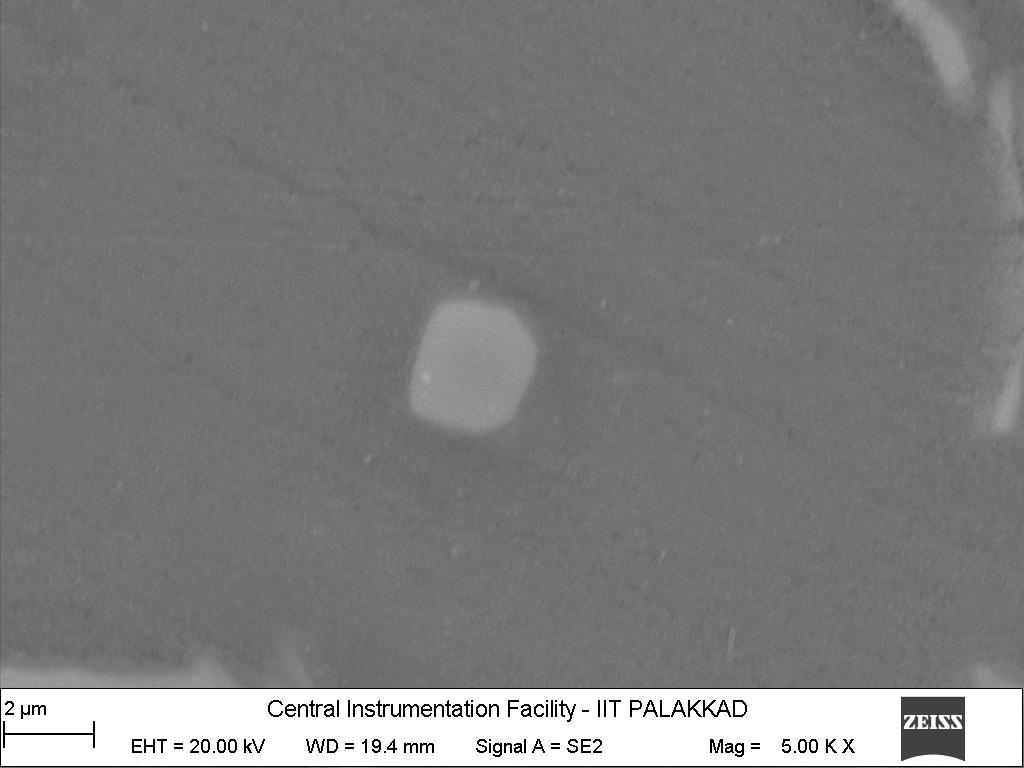 2 µm
Central Instrumentation Facility - IIT PALAKKAD
EHT = 20.00 kV WD = 19.4 mm Signal A = SE2 Mag = 5.00 K X
ZEISS